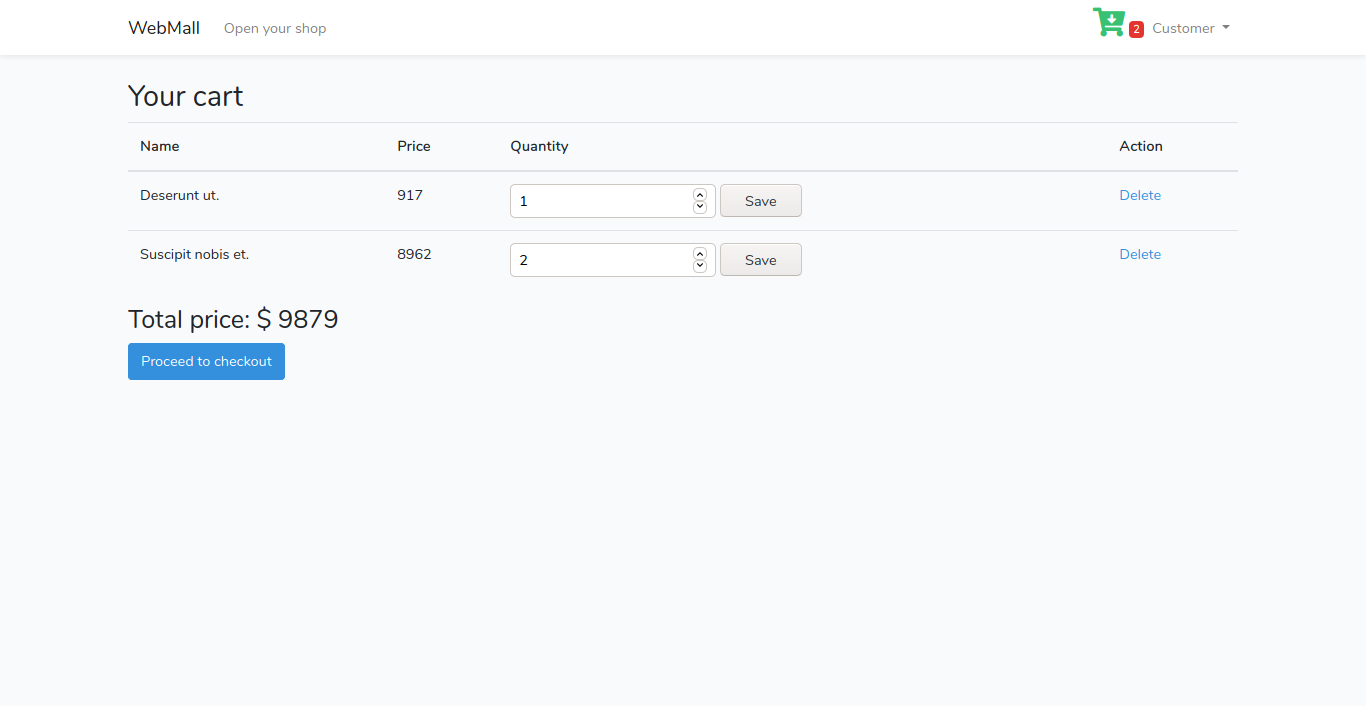 WebMall Open your shop 2 Customer
Your cart
Name Price Quantity Action
Deserunt ut. 917 1 Save Delete
Suscipit nobis et. 8962 2 Save Delete
Total price: $ 9879
Proceed to checkout